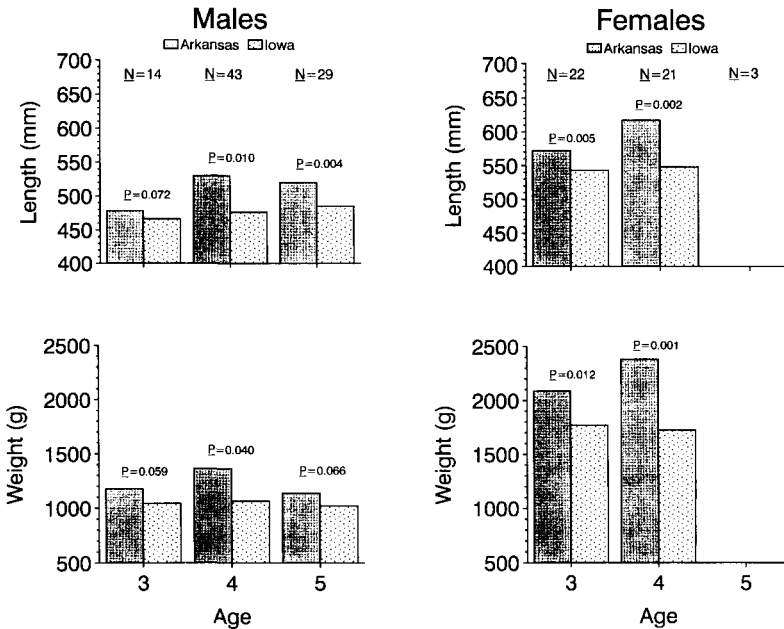 Males
Arkansas Iowa
N=14 N=43 N=29
P=0.072 P=0.010 P=0.004
Length (mm)
700
650
600
550
500
450
400
Females
Arkansas Iowa
N=22 N=21 N=3
P=0.005 P=0.002
Length (mm)
700
650
600
550
500
450
400
P=0.059 P=0.040 P=0.066
Weight (g)
2500
2000
1500
1000
500
3 4 5
Age
P=0.012 P=0.001
Weight (g)
2500
2000
1500
1000
500
3 4 5
Age